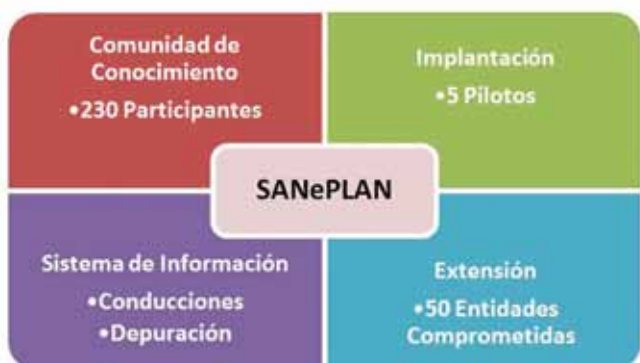 Comunidad de
Conocimiento
•230 Participantes
Implantación
•5 Pilotos
SANePLAN
Sistema de Información
•Conducciones
•Depuración
Extensión
•50 Entidades
Comprometidas